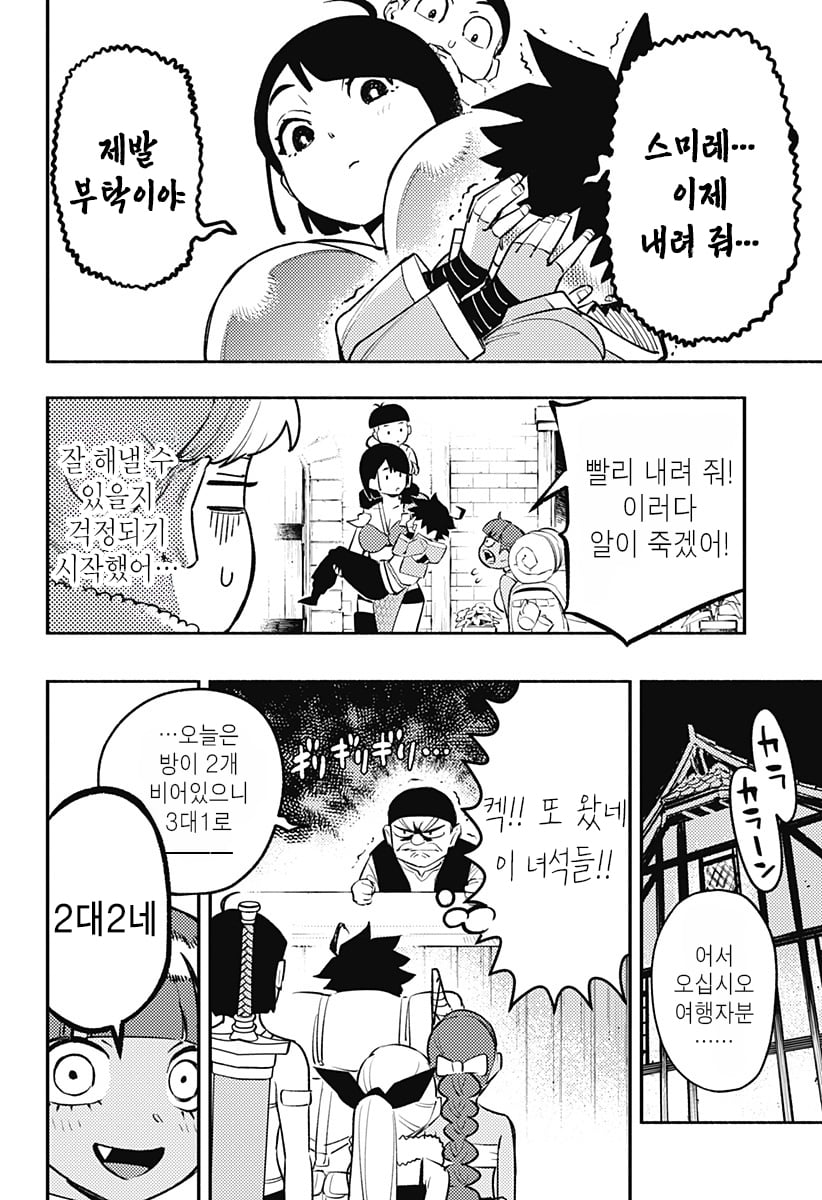 스미레…
이제
내려 줘…
제발
부탁이야
빨리 내려 줘!
이러다
알이 죽겠어!
잘 해낼 수
있을지
걱정되기
시작했어…
カラ
カラーン
어서
오십시오
여행자분
……
켁!! 또 왔네
이 녀석들!!
ギリギリギリ…
…오늘은
방이 2개
비어있으니
3대1로
———
2대2네